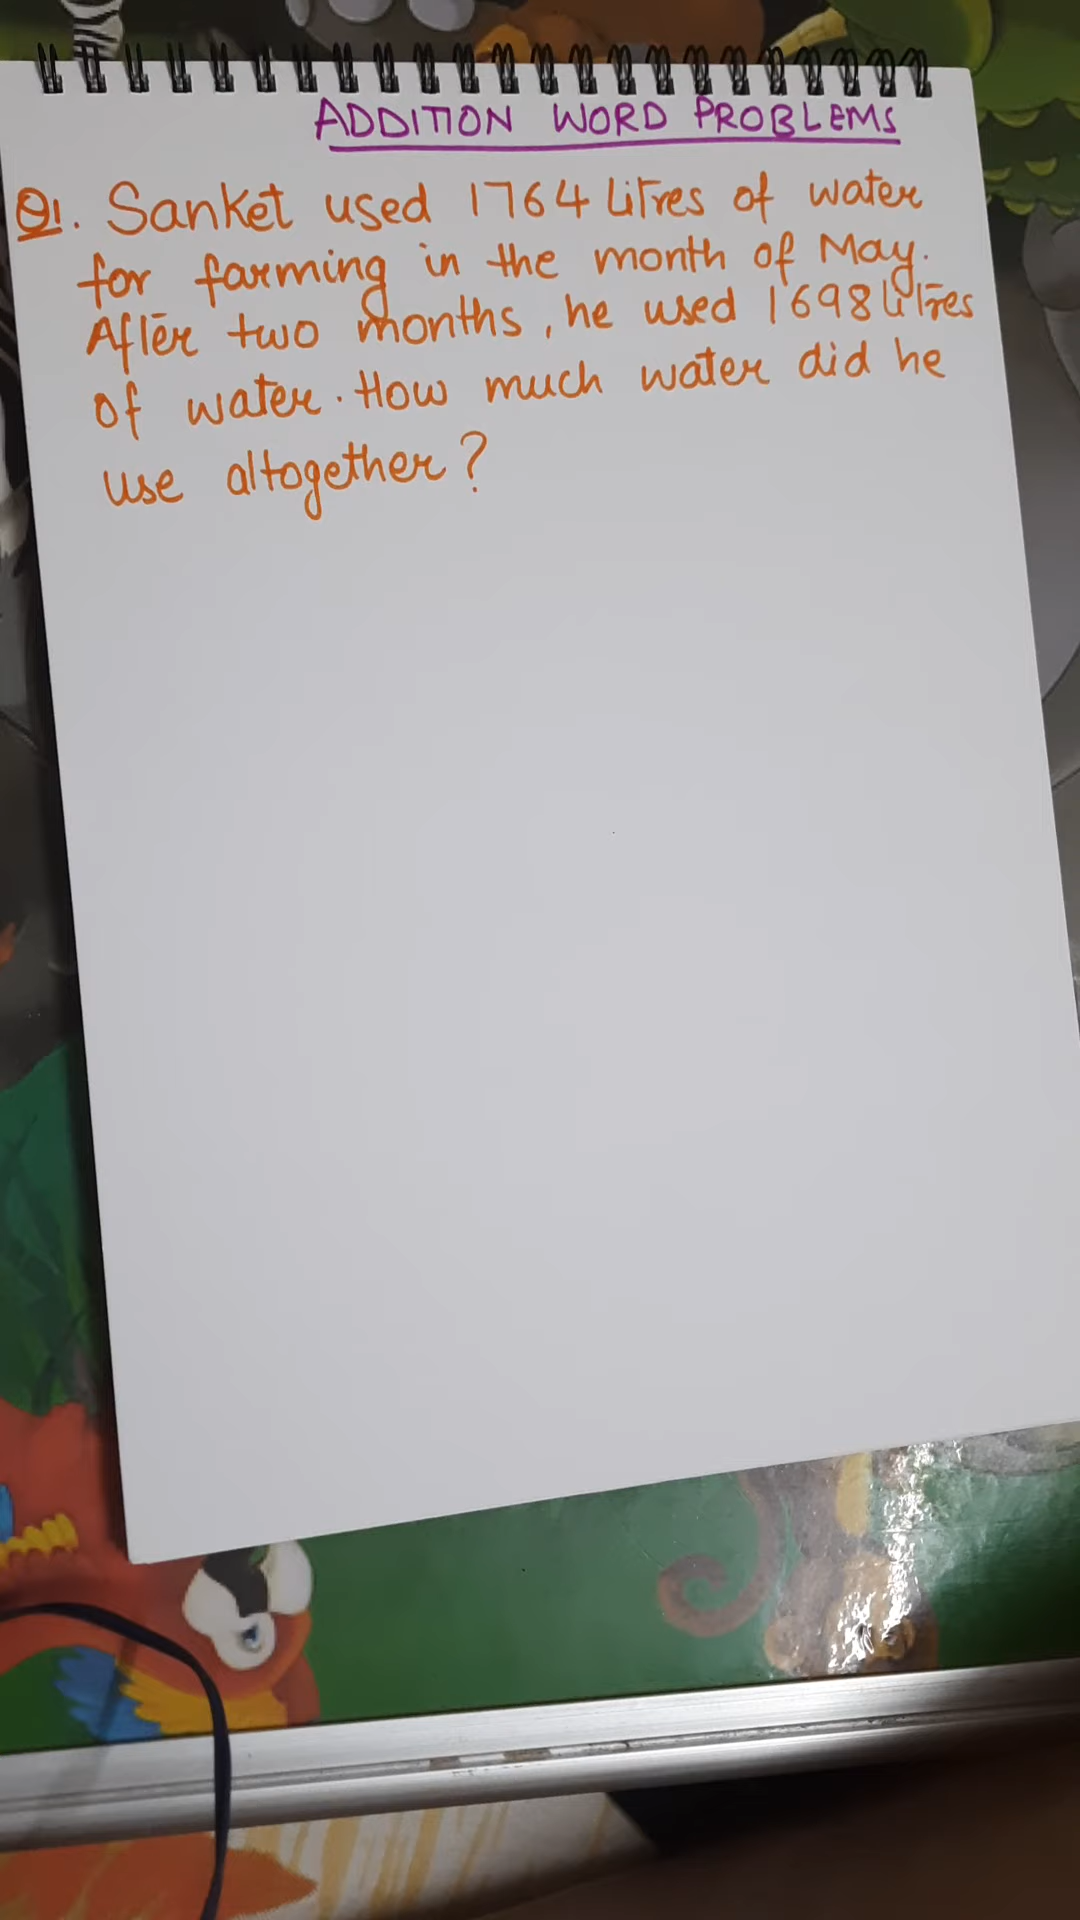 ADDITION WORD PROBLEMS
Q1. Sanket used 1764 Litres of water
for farming in the month of May.
After two months, he used 1698 litres
of water. How much water did he
use altogether?